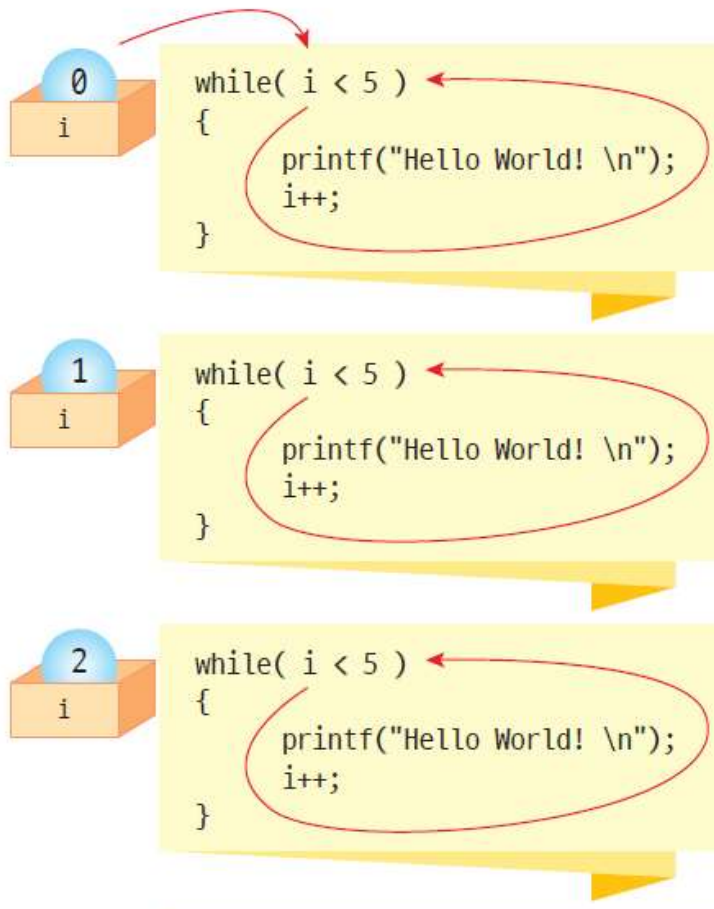 0
i
while( i < 5 )
{
printf("Hello World! \n");
i++;
}
1
i
while( i < 5 )
{
printf("Hello World! \n");
i++;
}
2
i
while( i < 5 )
{
printf("Hello World! \n");
i++;
}